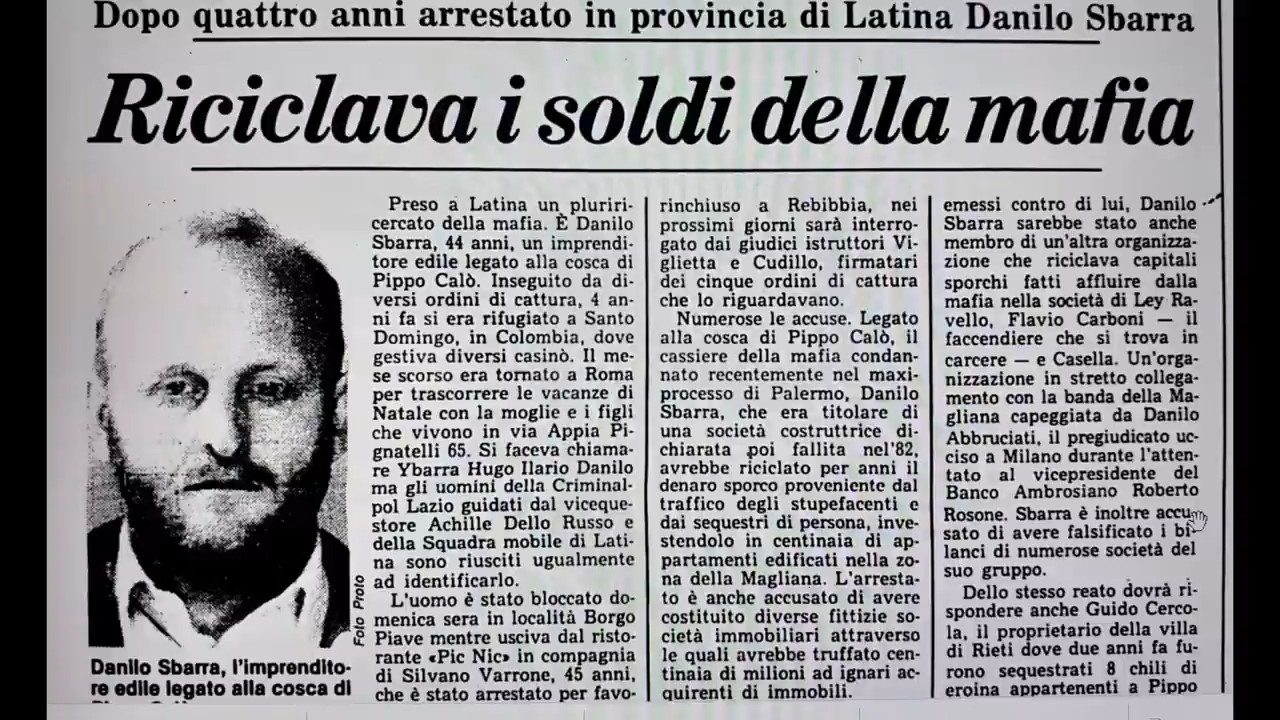 Dopo quattro anni arrestato in provincia di Latina Danilo Sbarra
Riciclava i soldi della mafia
Foto Proto
Danilo Sbarra, l'imprendito-
re edile legato alla cosca di
Preso a Latina un pluriri-
cercato della mafia. È Danilo
Sbarra, 44 anni, un imprendi-
tore edile legato alla cosca di
Pippo Calò. Inseguito da di-
versi ordini di cattura, 4 an-
ni fa si era rifugiato a Santo
Domingo, in Colombia, dove
gestiva diversi casinò. Il me-
se scorso era tornato a Roma
per trascorrere le vacanze di
Natale con la moglie e i figli
che vivono in via Appia Pi-
gnatelli 65. Si faceva chiama-
re Ybarra Hugo Ilario Danilo
ma gli uomini della Criminal-
pol Lazio guidati dal viceque-
store Achille Dello Russo e
della Squadra mobile di Lati-
na sono riusciti ugualmente
ad identificarlo.
L'uomo è stato bloccato do-
menica sera in località Borgo
Piave mentre usciva dal risto-
rante «Pic Nic» in compagnia
di Silvano Varrone, 45 anni,
che è stato arrestato per favo-
rinchiuso a Rebibbia, nei
prossimi giorni sarà interro-
gato dai giudici istruttori Vi-
glietta e Cudillo, firmatari
dei cinque ordini di cattura
che lo riguardavano.
Numerose le accuse. Legato
alla cosca di Pippo Calò, il
cassiere della mafia condan-
nato recentemente nel maxi-
processo di Palermo, Danilo
Sbarra, che era titolare di
una società costruttrice di-
chiarata poi fallita nel'82,
avrebbe riciclato per anni il
denaro sporco proveniente dal
traffico degli stupefacenti e
dai sequestri di persona, inve-
stendolo in centinaia di ap-
partamenti edificati nella zo-
na della Magliana. L'arresta-
to è anche accusato di avere
costituito diverse fittizie so-
cietà immobiliari attraverso
le quali avrebbe truffato cen-
tinaia di milioni ad ignari ac-
quirenti di immobili.
emessi contro di lui, Danilo
Sbarra sarebbe stato anche
membro di un'altra organizza-
zione che riciclava capitali
sporchi fatti affluire dalla
mafia nella società di Ley Ra-
vello, Flavio Carboni — il
faccendiere che si trova in
carcere — e Casella. Un'orga-
nizzazione in stretto collega-
mento con la banda della Ma-
gliana capeggiata da Danilo
Abbruciati, il pregiudicato uc-
ciso a Milano durante l'atten-
tato al vicepresidente del
Banco Ambrosiano Roberto
Rosone. Sbarra è inoltre accu-
sato di avere falsificato i bi-
lanci di numerose società del
suo gruppo.
Dello stesso reato dovrà ri-
spondere anche Guido Cerco-
la, il proprietario della villa
di Rieti dove due anni fa fu-
rono sequestrati 8 chili di
eroina appartenenti a Pippo